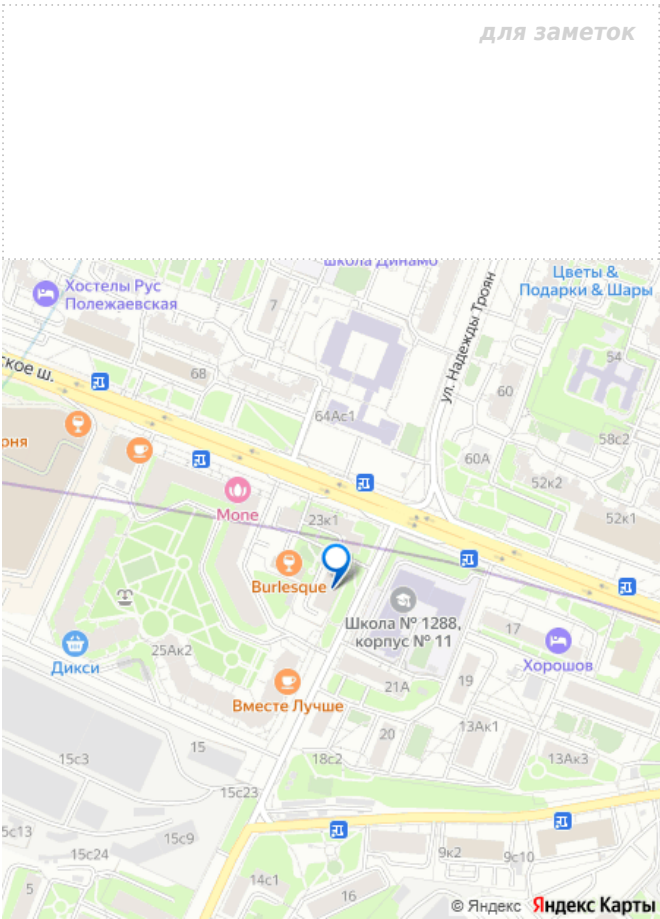 для заметок
школа Динамо
Цветы &
Подарки & Шары
Хостелы Рус
Полежаевская
7
ул. Надежды Троян
54
ское ш.
68
60
64Ас1
58с2
рня
60А
52к2
Mone
23к1
52к1
Burlesque
Школа № 1288,
корпус № 11
17
Хорошов
Дикси
25Ак2
21А
19
Вместе Лучше
13Ак1
20
15
15с3
18с2
13Ак3
15с23
5с13
15с9
15с24
9к2
9с10
14с1
5
16
© Яндекс Яндекс Карты